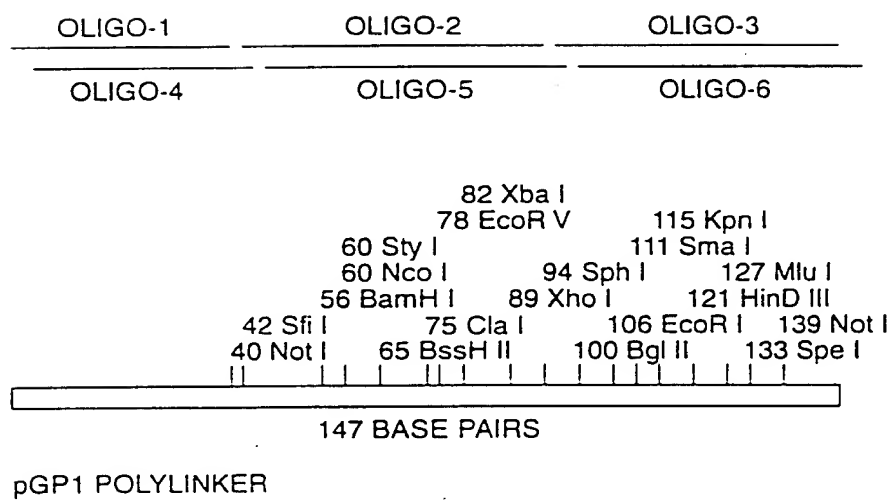 OLIGO-1 OLIGO-2 OLIGO-3
OLIGO-4 OLIGO-5 OLIGO-6
82 Xba I
78 EcoR V 115 Kpn I
60 Sty I 111 Sma I
60 Nco I 94 Sph I 127 Mlu I
56 BamH I 89 Xho I 121 HinD III
42 Sfi I 75 Cla I 106 EcoR I 139 Not I
40 Not I 65 BssH II 100 Bgl II 133 Spe I
147 BASE PAIRS
pGP1 POLYLINKER